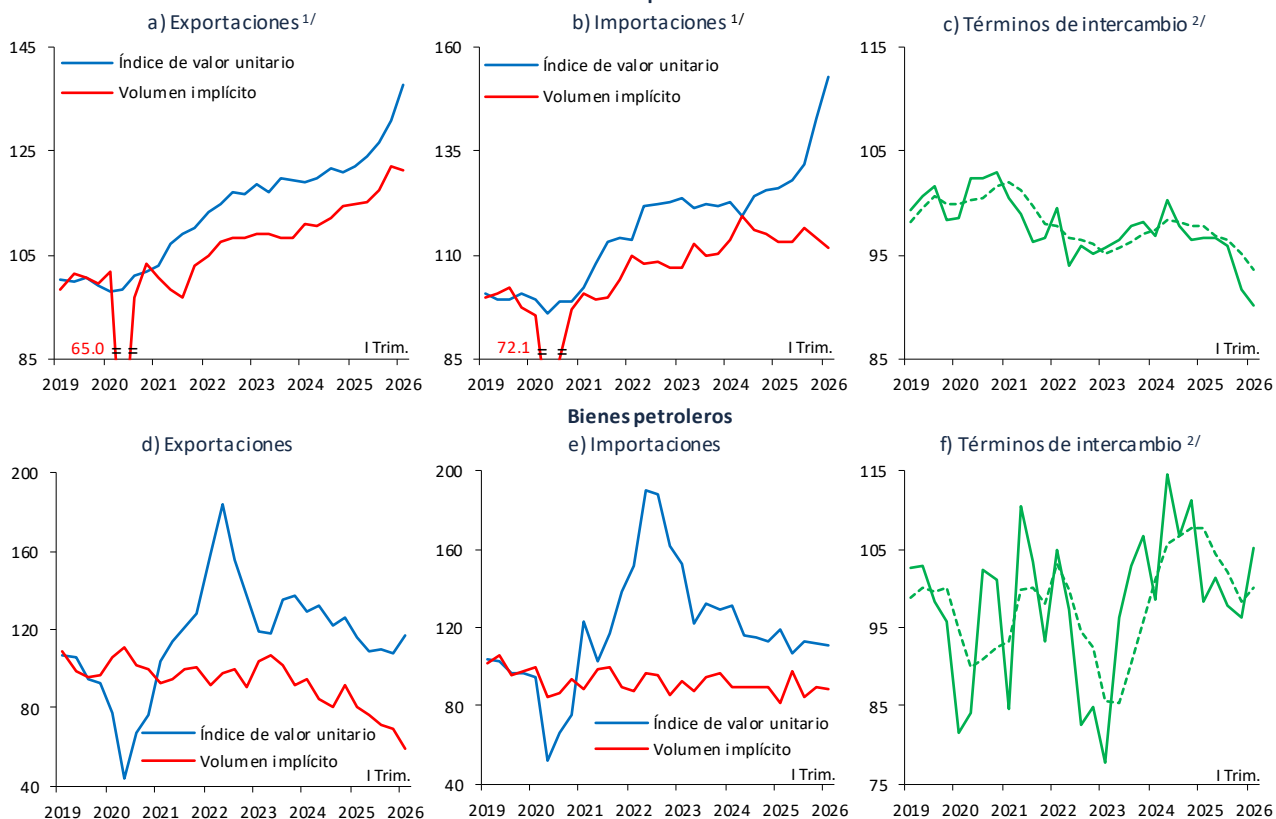 a) Exportaciones 1/
145
125
105
85
Índice de valor unitario
Volumen implícito
65.0
I Trim.
2019 2020 2021 2022 2023 2024 2025 2026
b) Importaciones 1/
160
135
110
85
Índice de valor unitario
Volumen implícito
72.1
I Trim.
2019 2020 2021 2022 2023 2024 2025 2026
c) Términos de intercambio 2/
115
105
95
85
I Trim.
2019 2020 2021 2022 2023 2024 2025 2026
Bienes petroleros
d) Exportaciones
200
160
120
80
40
Índice de valor unitario
Volumen implícito
I Trim.
2019 2020 2021 2022 2023 2024 2025 2026
e) Importaciones
200
160
120
80
40
Índice de valor unitario
Volumen implícito
I Trim.
2019 2020 2021 2022 2023 2024 2025 2026
f) Términos de intercambio 2/
115
105
95
85
75
I Trim.
2019 2020 2021 2022 2023 2024 2025 2026